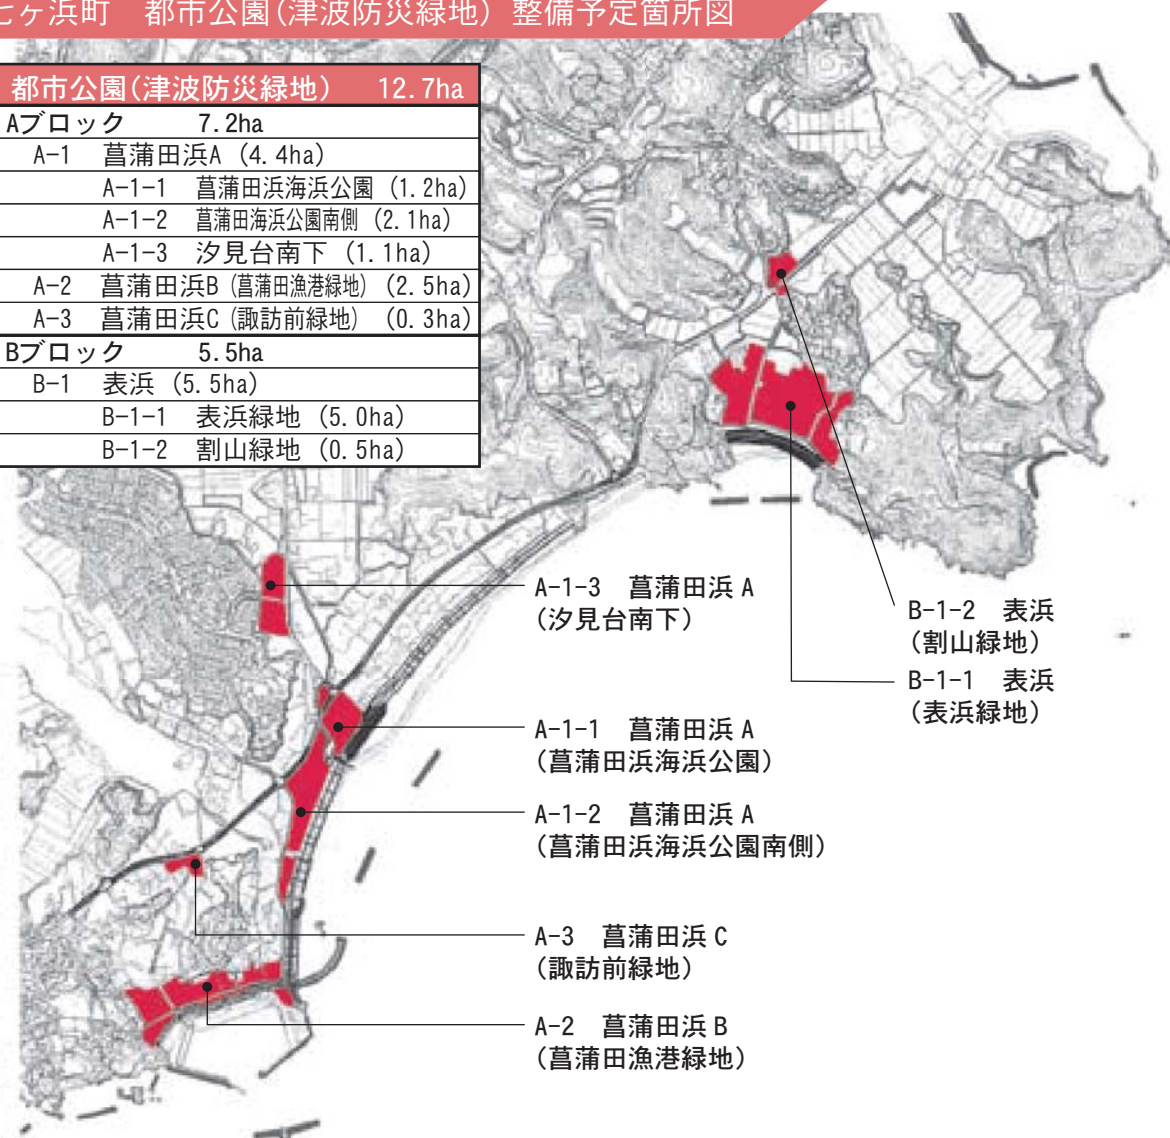 七ヶ浜町 都市公園(津波防災緑地) 整備予定箇所図
都市公園(津波防災緑地) 12.7ha
Aブロック 7.2ha
A-1 菖蒲田浜A (4.4ha)
A-1-1 菖蒲田浜海浜公園 (1.2ha)
A-1-2 菖蒲田海浜公園南側 (2.1ha)
A-1-3 汐見台南下 (1.1ha)
A-2 菖蒲田浜B (菖蒲田漁港緑地) (2.5ha)
A-3 菖蒲田浜C (諏訪前緑地) (0.3ha)
Bブロック 5.5ha
B-1 表浜 (5.5ha)
B-1-1 表浜緑地 (5.0ha)
B-1-2 割山緑地 (0.5ha)
A-1-3 菖蒲田浜 A
(汐見台南下)
B-1-2 表浜
(割山緑地)
B-1-1 表浜
(表浜緑地)
A-1-1 菖蒲田浜 A
(菖蒲田浜海浜公園)
A-1-2 菖蒲田浜 A
(菖蒲田浜海浜公園南側)
A-3 菖蒲田浜 C
(諏訪前緑地)
A-2 菖蒲田浜 B
(菖蒲田漁港緑地)